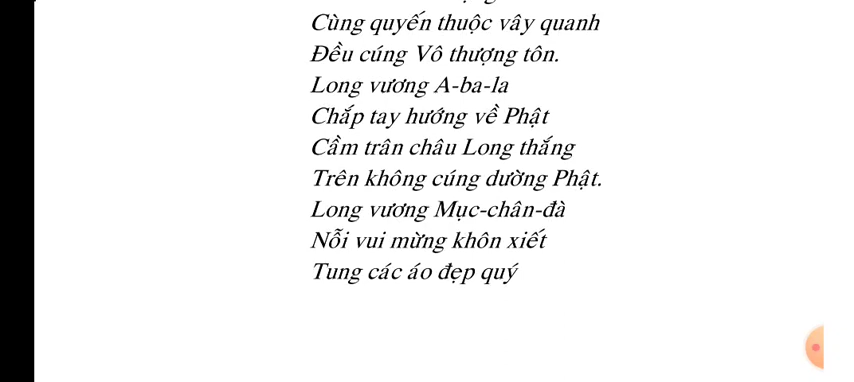 Cùng quyến thuộc vây quanh
Đều cúng Vô thượng tôn.
Long vương A-ba-la
Chắp tay hướng về Phật
Cầm trân châu Long thắng
Trên không cúng dường Phật.
Long vương Mục-chân-đà
Nỗi vui mừng khôn xiết
Tung các áo đẹp quý